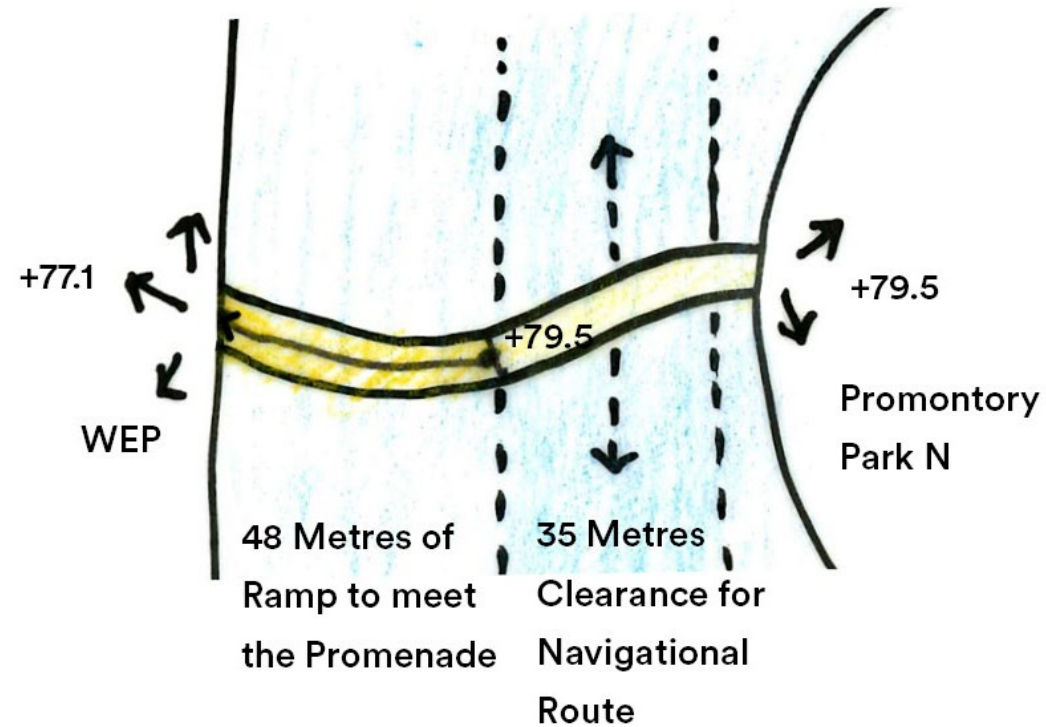 +77.1
+79.5
+79.5
WEP
Promontory
Park N
48 Metres of
Ramp to meet
the Promenade
35 Metres
Clearance for
Navigational
Route